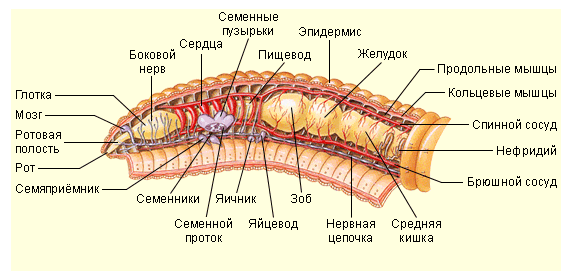 Семенные
пузырьки
Эпидермис
Сердца
Боковой
нерв
Пищевод
Желудок
Продольные мышцы
Глотка
Кольцевые мышцы
Мозг
Спинной сосуд
Ротовая
полость
Нефридий
Рот
Брюшной сосуд
Семяприёмник
Семенники
Яичник
Зоб
Семенной
проток
Яйцевод
Нервная
цепочка
Средняя
кишка